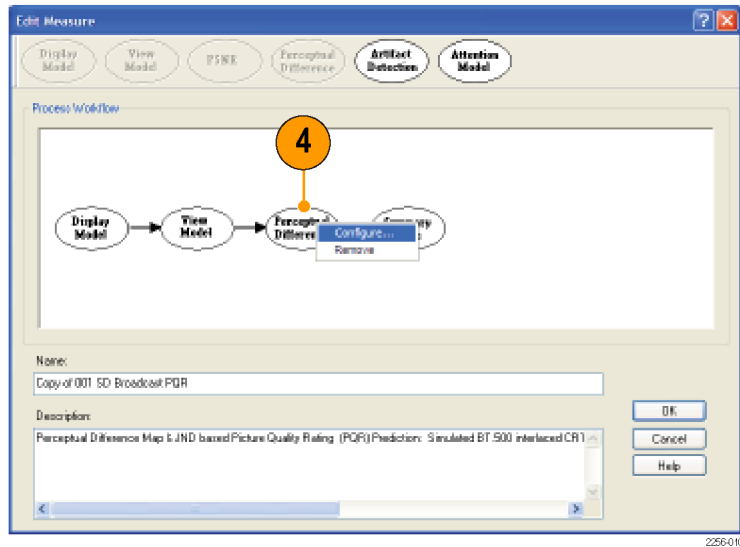 Edit Measure
Display Model
View Model
PSNR
Perceptual Difference
Artifact Detection
Attention Model
Process Workflow
4
Display Model
View Model
Perceptual
Configure...
Remove
Name:
Copy of 001 SD Broadcast PQR
Description:
Perceptual Difference Map & JND based Picture Quality Rating (PQR) Prediction: Simulated BT.500 interlaced CRT
OK
Cancel
Help